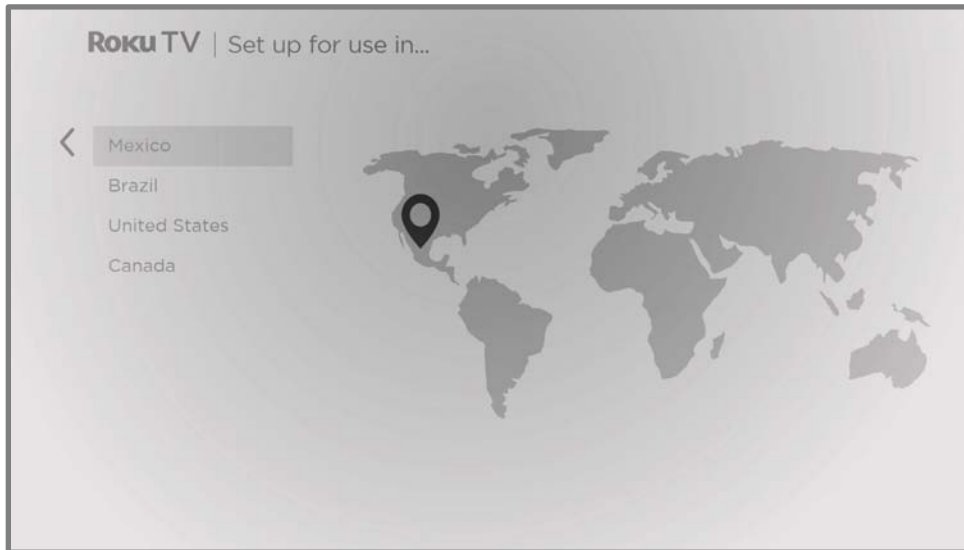 Roku TV | Set up for use in...
Mexico
Brazil
United States
Canada